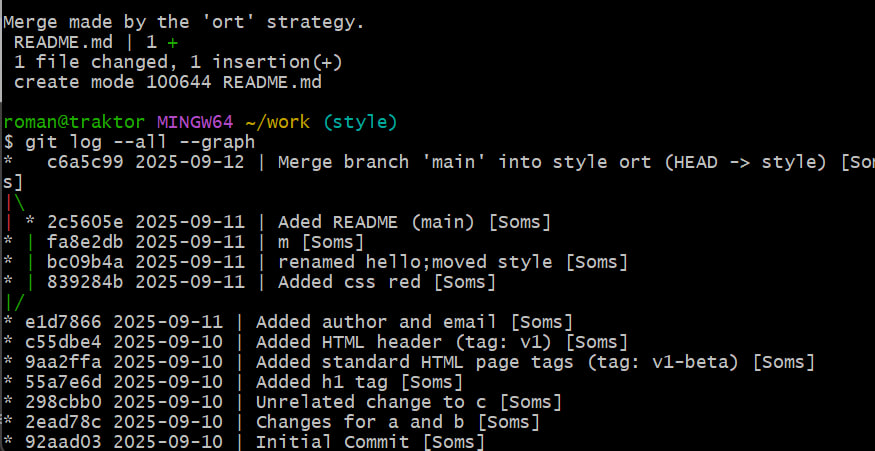 Merge made by the 'ort' strategy.
 README.md | 1 +
 1 file changed, 1 insertion(+)
 create mode 100644 README.md

roman@traktor MINGW64 ~/work (style)
$ git log --all --graph
*   c6a5c99 2025-09-12 | Merge branch 'main' into style ort (HEAD -> style) [Som
s]
|\
| * 2c5605e 2025-09-11 | Aded README (main) [Soms]
* | fa8e2db 2025-09-11 | m [Soms]
* | bc09b4a 2025-09-11 | renamed hello;moved style [Soms]
* | 839284b 2025-09-11 | Added css red [Soms]
|/
* e1d7866 2025-09-11 | Added author and email [Soms]
* c55dbe4 2025-09-10 | Added HTML header (tag: v1) [Soms]
* 9aa2ffa 2025-09-10 | Added standard HTML page tags (tag: v1-beta) [Soms]
* 55a7e6d 2025-09-10 | Added h1 tag [Soms]
* 298cbb0 2025-09-10 | Unrelated change to c [Soms]
* 2ead78c 2025-09-10 | Changes for a and b [Soms]
* 92aad03 2025-09-10 | Initial Commit [Soms]